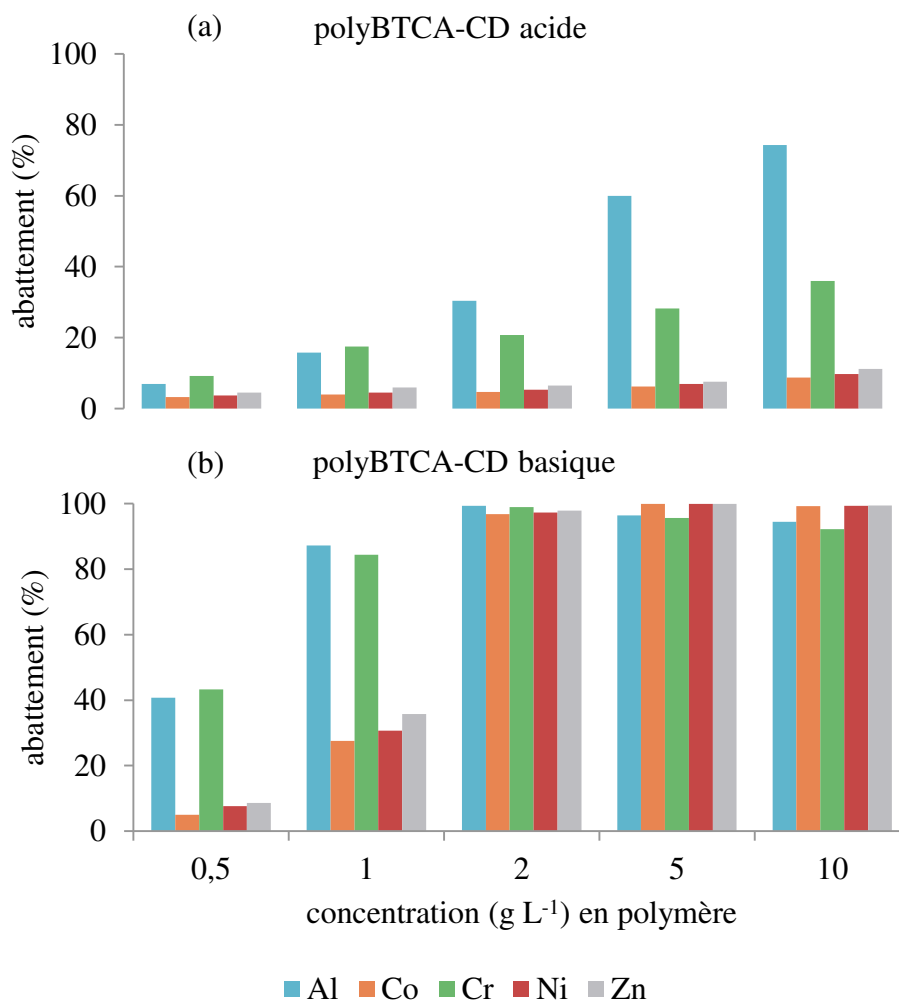 (a) polyBTCA-CD acide
100
80
60
40
20
0
abattement (%)
(b) polyBTCA-CD basique
100
80
60
40
20
0
abattement (%)
0,5 1 2 5 10
concentration (g L⁻¹) en polymère
Al Co Cr Ni Zn